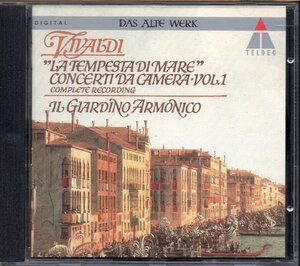 DIGITAL
DAS ALTE WERK
TELDEC
VIVALDI
"LA TEMPESTA DI MARE"
CONCERTI DA CAMERA·VOL.1
COMPLETE RECORDING
IL GIARDINO ARMÓNICO